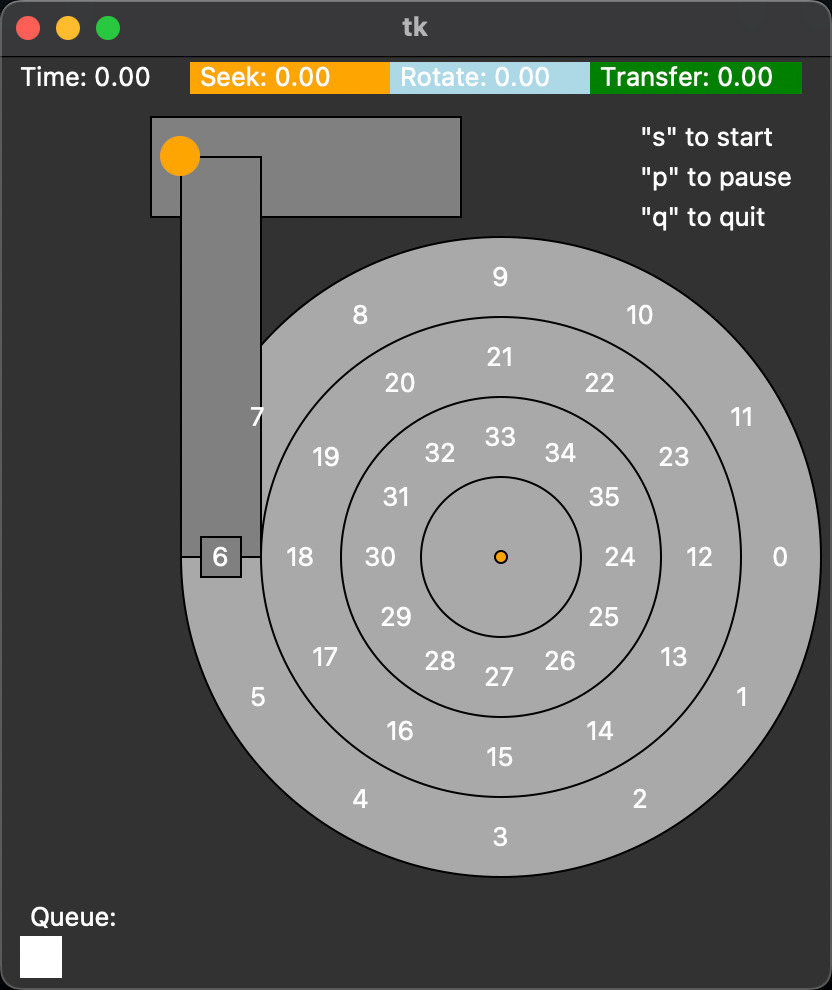 tk
Time: 0.00 Seek: 0.00 Rotate: 0.00 Transfer: 0.00
"s" to start
"p" to pause
"q" to quit
9
8 10
21
20 22
7 11
33
32 34
19 23
31 35
6 18 30 24 12 0
29 25
17 13
28 26
27
5 1
16 14
15
4 2
3
Queue: